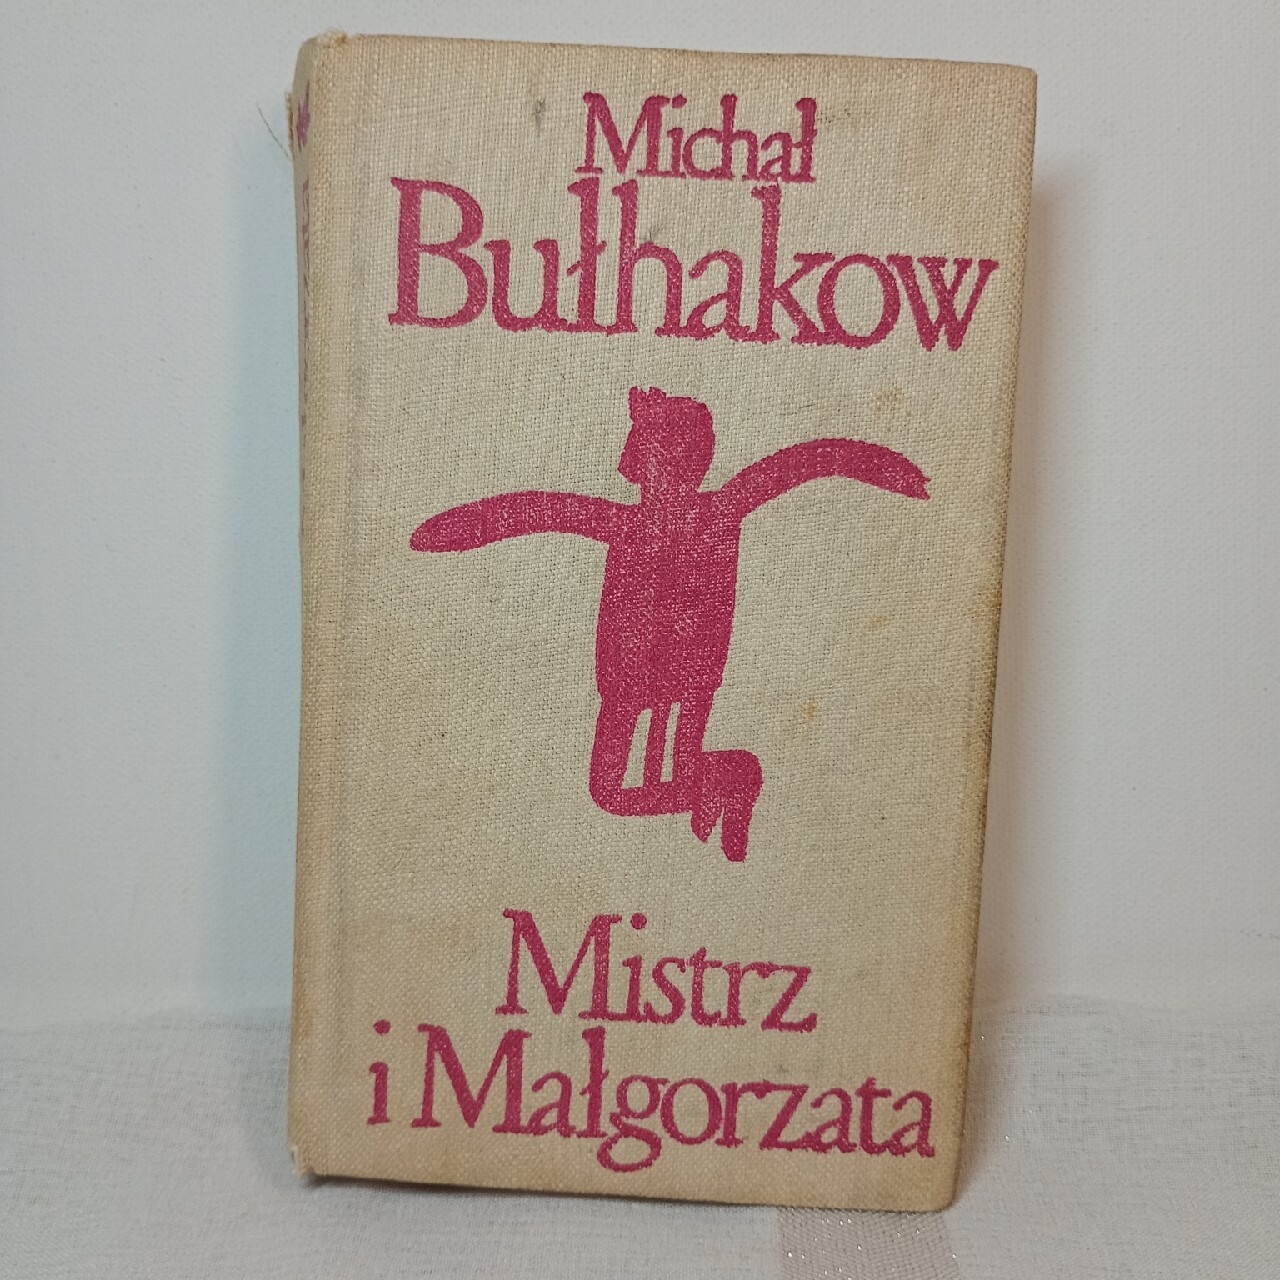 Michał
Bułhakow
Mistrz
i Małgorzata